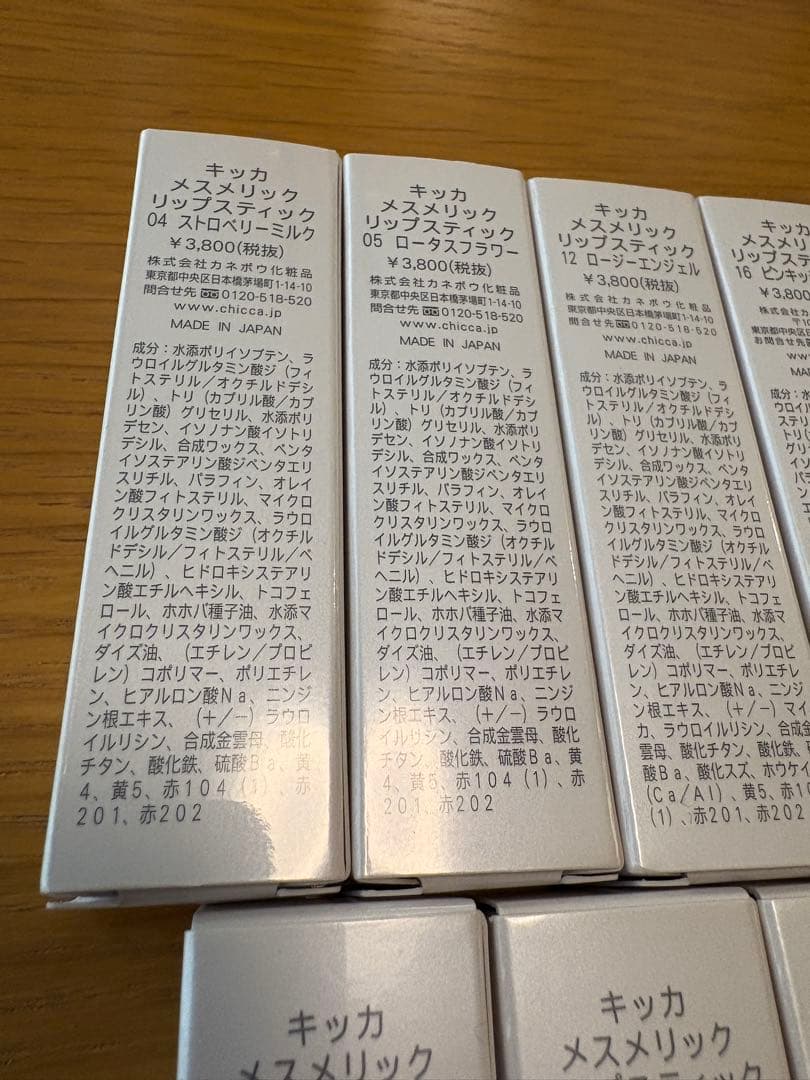 キッカ
メスメリック
リップスティック
04 ストロベリーミルク
￥3,800(税抜)
株式会社カネボウ化粧品
東京都中央区日本橋茅場町1-14-10
問合せ先 0120-518-520
www.chicca.jp
MADE IN JAPAN
成分：水添ポリイソブテン、ラ
ウロイルグルタミン酸ジ（フィ
トステリル／オクチルドデシ
ル）、トリ（カプリル酸／カプ
リン酸）グリセリル、水添ポリ
デセン、イソノナン酸イソトリ
デシル、合成ワックス、ペンタ
イソステアリン酸ジペンタエリ
スリチル、パラフィン、オレイ
ン酸フィトステリル、マイクロ
クリスタリンワックス、ラウロ
イルグルタミン酸ジ（オクチル
ドデシル／フィトステリル／ベ
ヘニル）、ヒドロキシステアリ
ン酸エチルヘキシル、トコフェ
ロール、ホホバ種子油、水添マ
イクロクリスタリンワックス、
ダイズ油、（エチレン／プロピ
レン）コポリマー、ポリエチレ
ン、ヒアルロン酸Ｎａ、ニンジ
ン根エキス、（＋／－）ラウロ
イルリシン、合成金雲母、酸化
チタン、酸化鉄、硫酸Ｂａ、黄
4、黄5、赤104（1）、赤
201、赤202
キッカ
メスメリック
リップスティック
05 ロータスフラワー
￥3,800(税抜)
株式会社カネボウ化粧品
東京都中央区日本橋茅場町1-14-10
問合せ先 0120-518-520
www.chicca.jp
MADE IN JAPAN
成分：水添ポリイソブテン、ラ
ウロイルグルタミン酸ジ（フィ
トステリル／オクチルドデシ
ル）、トリ（カプリル酸／カプ
リン酸）グリセリル、水添ポリ
デセン、イソノナン酸イソトリ
デシル、合成ワックス、ペンタ
イソステアリン酸ジペンタエリ
スリチル、パラフィン、オレイ
ン酸フィトステリル、マイクロ
クリスタリンワックス、ラウロ
イルグルタミン酸ジ（オクチル
ドデシル／フィトステリル／ベ
ヘニル）、ヒドロキシステアリ
ン酸エチルヘキシル、トコフェ
ロール、ホホバ種子油、水添マ
イクロクリスタリンワックス、
ダイズ油、（エチレン／プロピ
レン）コポリマー、ポリエチレ
ン、ヒアルロン酸Ｎａ、ニンジ
ン根エキス、（＋／－）ラウロ
イルリシン、合成金雲母、酸化
チタン、酸化鉄、硫酸Ｂａ、黄
4、黄5、赤104（1）、赤
201、赤202
キッカ
メスメリック
リップスティック
12 ロージーエンジェル
￥3,800(税抜)
株式会社カネボウ化粧品
東京都中央区日本橋茅場町1-14-10
問合せ先 0120-518-520
www.chicca.jp
MADE IN JAPAN
成分：水添ポリイソブテン、ラ
ウロイルグルタミン酸ジ（フィ
トステリル／オクチルドデシ
ル）、トリ（カプリル酸／カプ
リン酸）グリセリル、水添ポリ
デセン、イソノナン酸イソトリ
デシル、合成ワックス、ペンタ
イソステアリン酸ジペンタエリ
スリチル、パラフィン、オレイ
ン酸フィトステリル、マイクロ
クリスタリンワックス、ラウロ
イルグルタミン酸ジ（オクチル
ドデシル／フィトステリル／ベ
ヘニル）、ヒドロキシステアリ
ン酸エチルヘキシル、トコフェ
ロール、ホホバ種子油、水添マ
イクロクリスタリンワックス、
ダイズ油、（エチレン／プロピ
レン）コポリマー、ポリエチレ
ン、ヒアルロン酸Ｎａ、ニンジ
ン根エキス、（＋／－）マイ
カ、ラウロイルリシン、合成金
雲母、酸化チタン、酸化鉄、
酸Ｂａ、酸化スズ、ホウケイ
(Ca/Al)、黄5、赤10
(1)、赤201、赤202
キッカ
メスメリ
リップステ
16 ピンキッ
￥3,800
株式会社カネ
東京都中央区日
お問合せ先
キッカ
メスメリック
キッカ
メスメリック